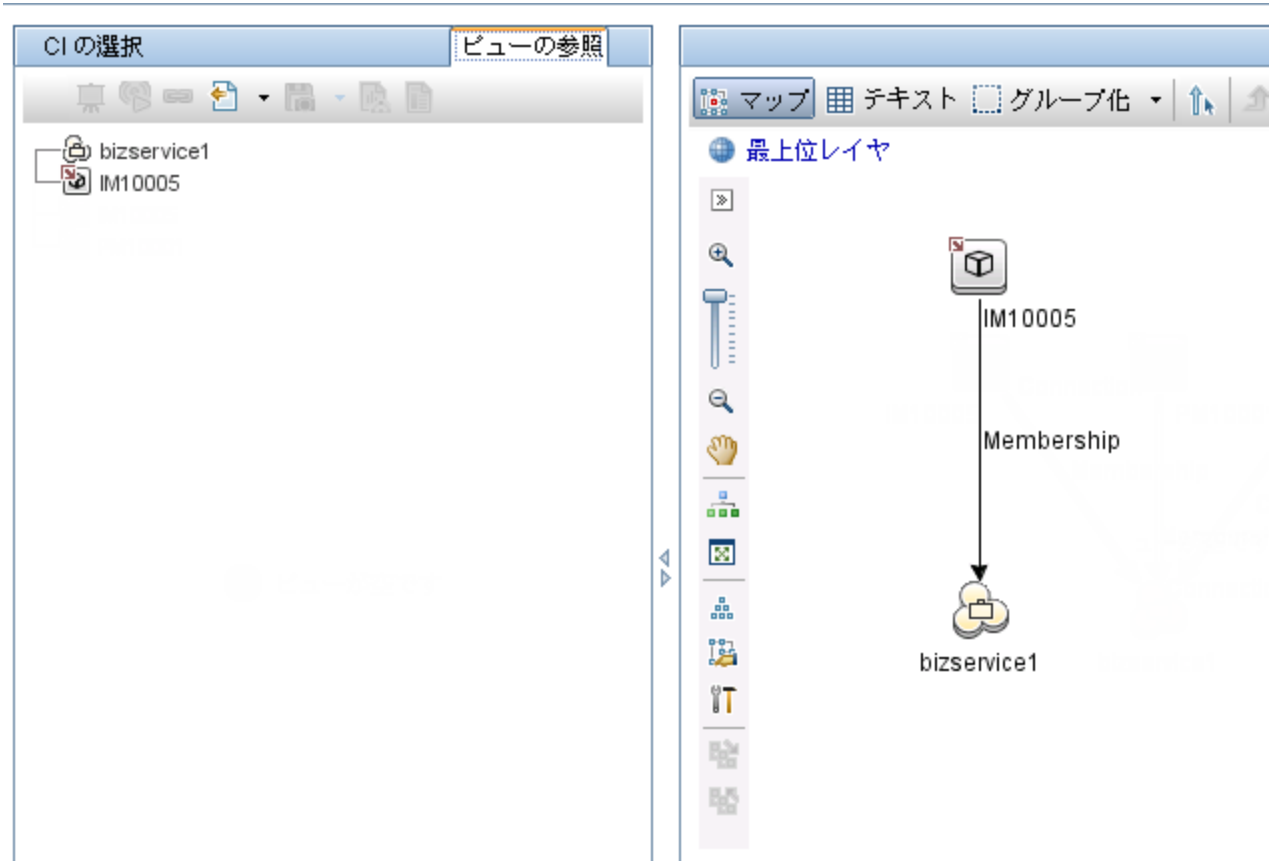 CI の選択 ビューの参照
bizservice1
IM10005
マップ テキスト グループ化
最上位レイヤ
IM10005
Membership
bizservice1